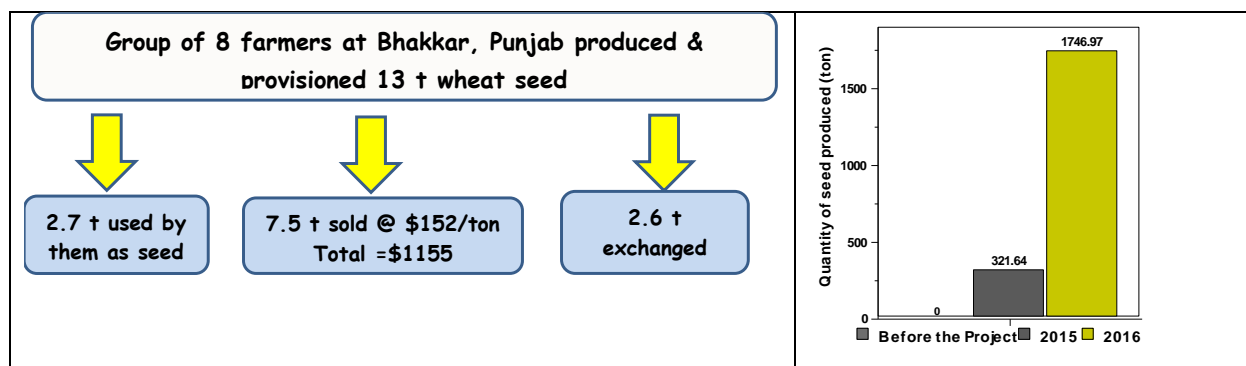 Group of 8 farmers at Bhakkar, Punjab produced &
provisioned 13 t wheat seed
2.7 t used by
them as seed
7.5 t sold @ $152/ton
Total =$1155
2.6 t
exchanged
Quantity of seed produced (ton)
1500
1000
500
0
0
321.64
1746.97
Before the Project
2015
2016